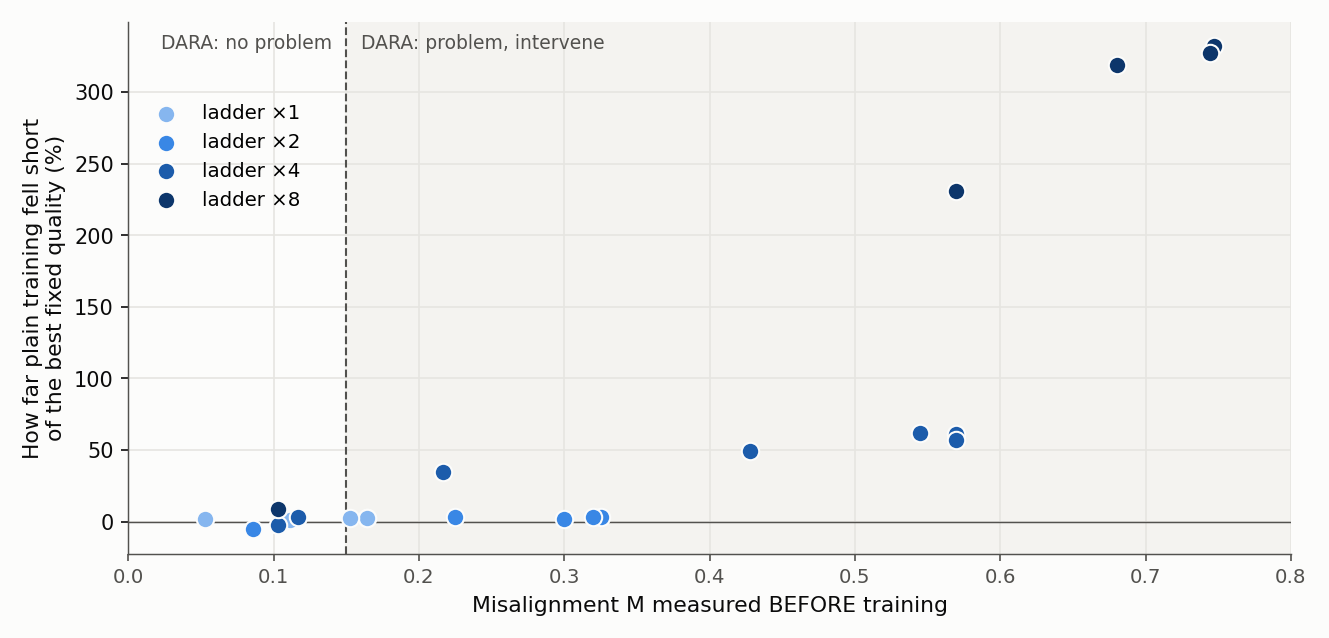 DARA: no problem
DARA: problem, intervene
ladder ×1
ladder ×2
ladder ×4
ladder ×8
How far plain training fell short
of the best fixed quality (%)
300
250
200
150
100
50
0
0.0
0.1
0.2
0.3
0.4
0.5
0.6
0.7
0.8
Misalignment M measured BEFORE training